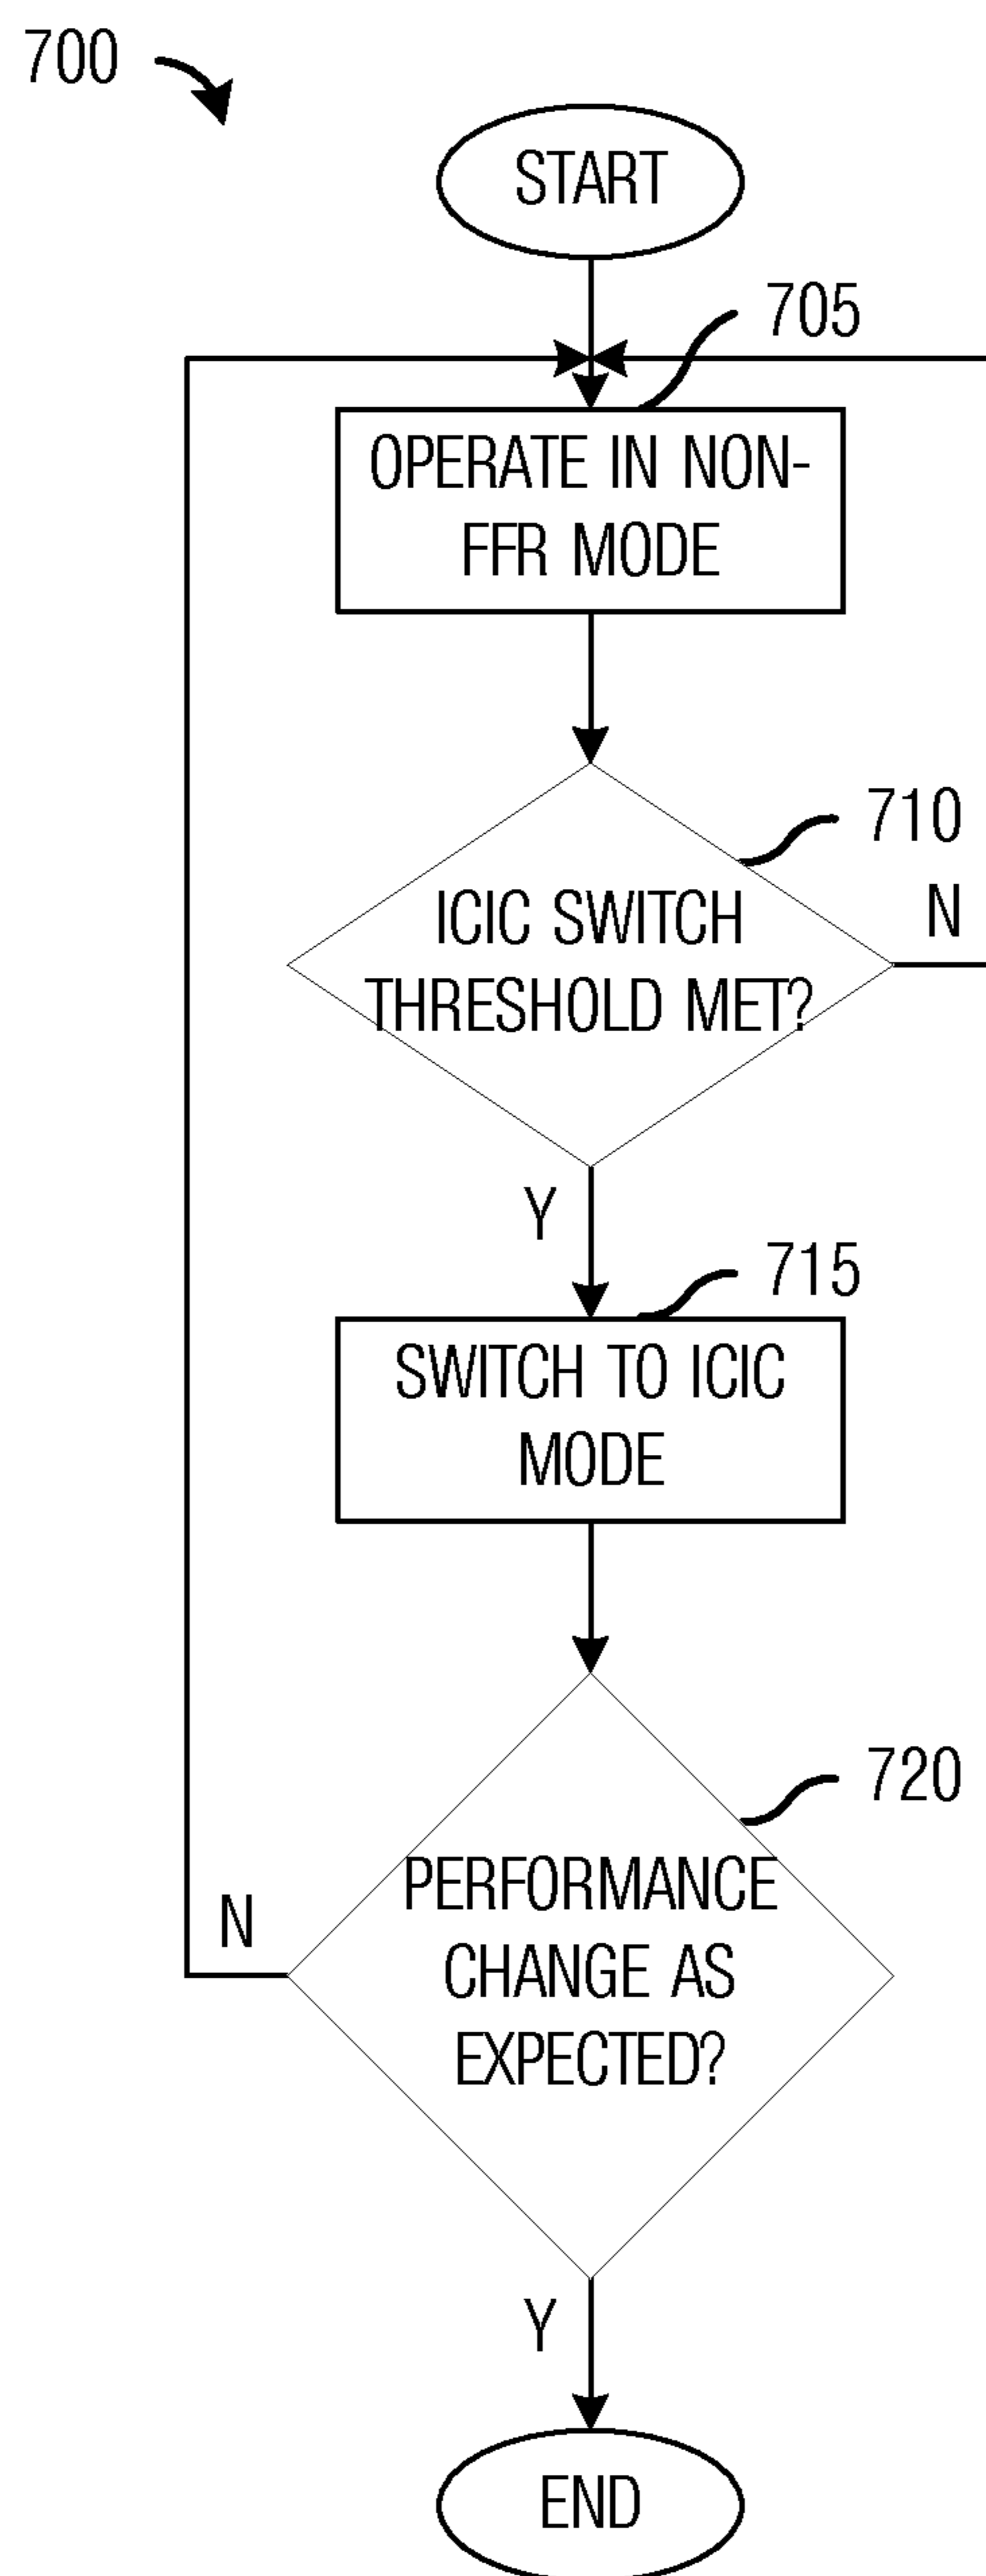 700
START
705
OPERATE IN NON-
FFR MODE
710
ICIC SWITCH
THRESHOLD MET?
N
Y
715
SWITCH TO ICIC
MODE
720
PERFORMANCE
CHANGE AS
EXPECTED?
N
Y
END